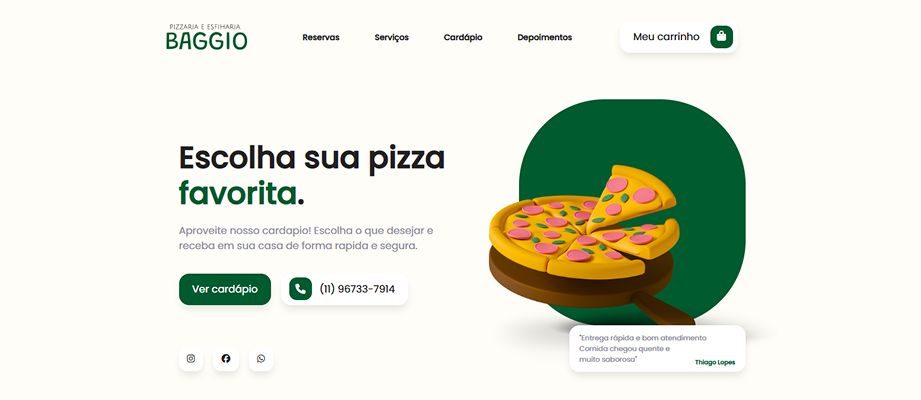 PIZZARIA E ESFIHARIA
BAGGIO
Reservas
Serviços
Cardápio
Depoimentos
Meu carrinho
Escolha sua pizza
favorita.
Aproveite nosso cardapio! Escolha o que desejar e
receba em sua casa de forma rapida e segura.
Ver cardápio
(11) 96733-7914
"Entrega rápida e bom atendimento
Comida chegou quente e
muito saborosa"
Thiago Lopes